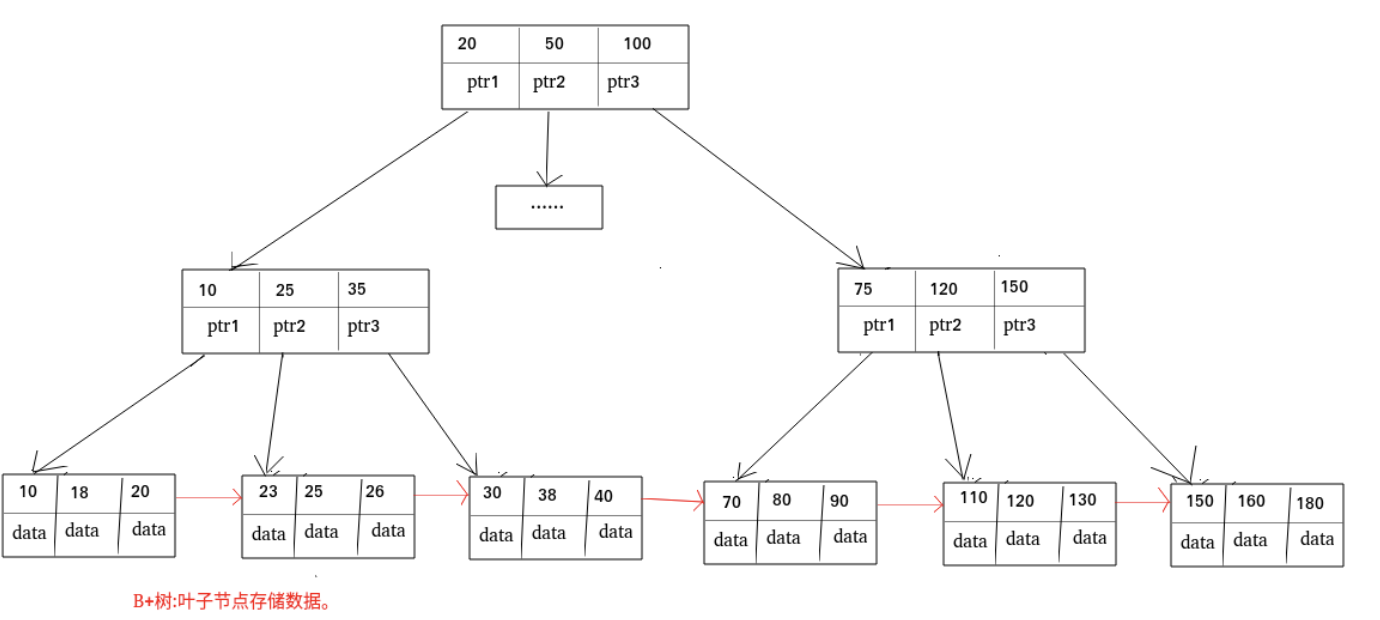 20 50 100
ptr1 ptr2 ptr3
......
10 25 35
ptr1 ptr2 ptr3
75 120 150
ptr1 ptr2 ptr3
10 18 20
data data data
23 25 26
data data data
30 38 40
data data data
70 80 90
data data data
110 120 130
data data data
150 160 180
data data data
B+树:叶子节点存储数据。